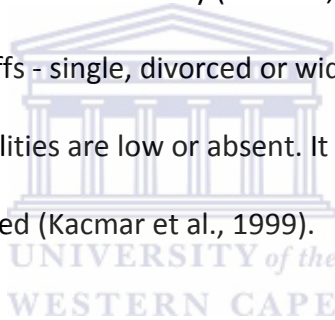 ffs - single, divorced or wid
lities are low or absent. It
ed (Kacmar et al., 1999).
UNIVERSITY of the
WESTERN CAPE